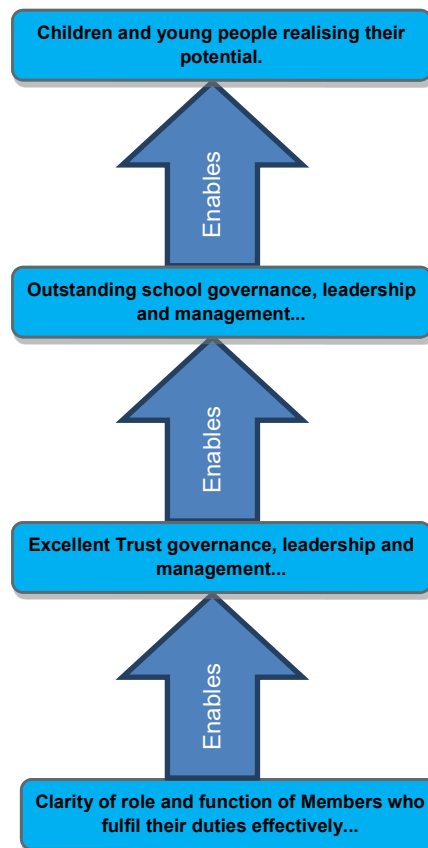 Children and young people realising their
potential.
Enables
Outstanding school governance, leadership
and management...
Enables
Excellent Trust governance, leadership and
management...
Enables
Clarity of role and function of Members who
fulfil their duties effectively...